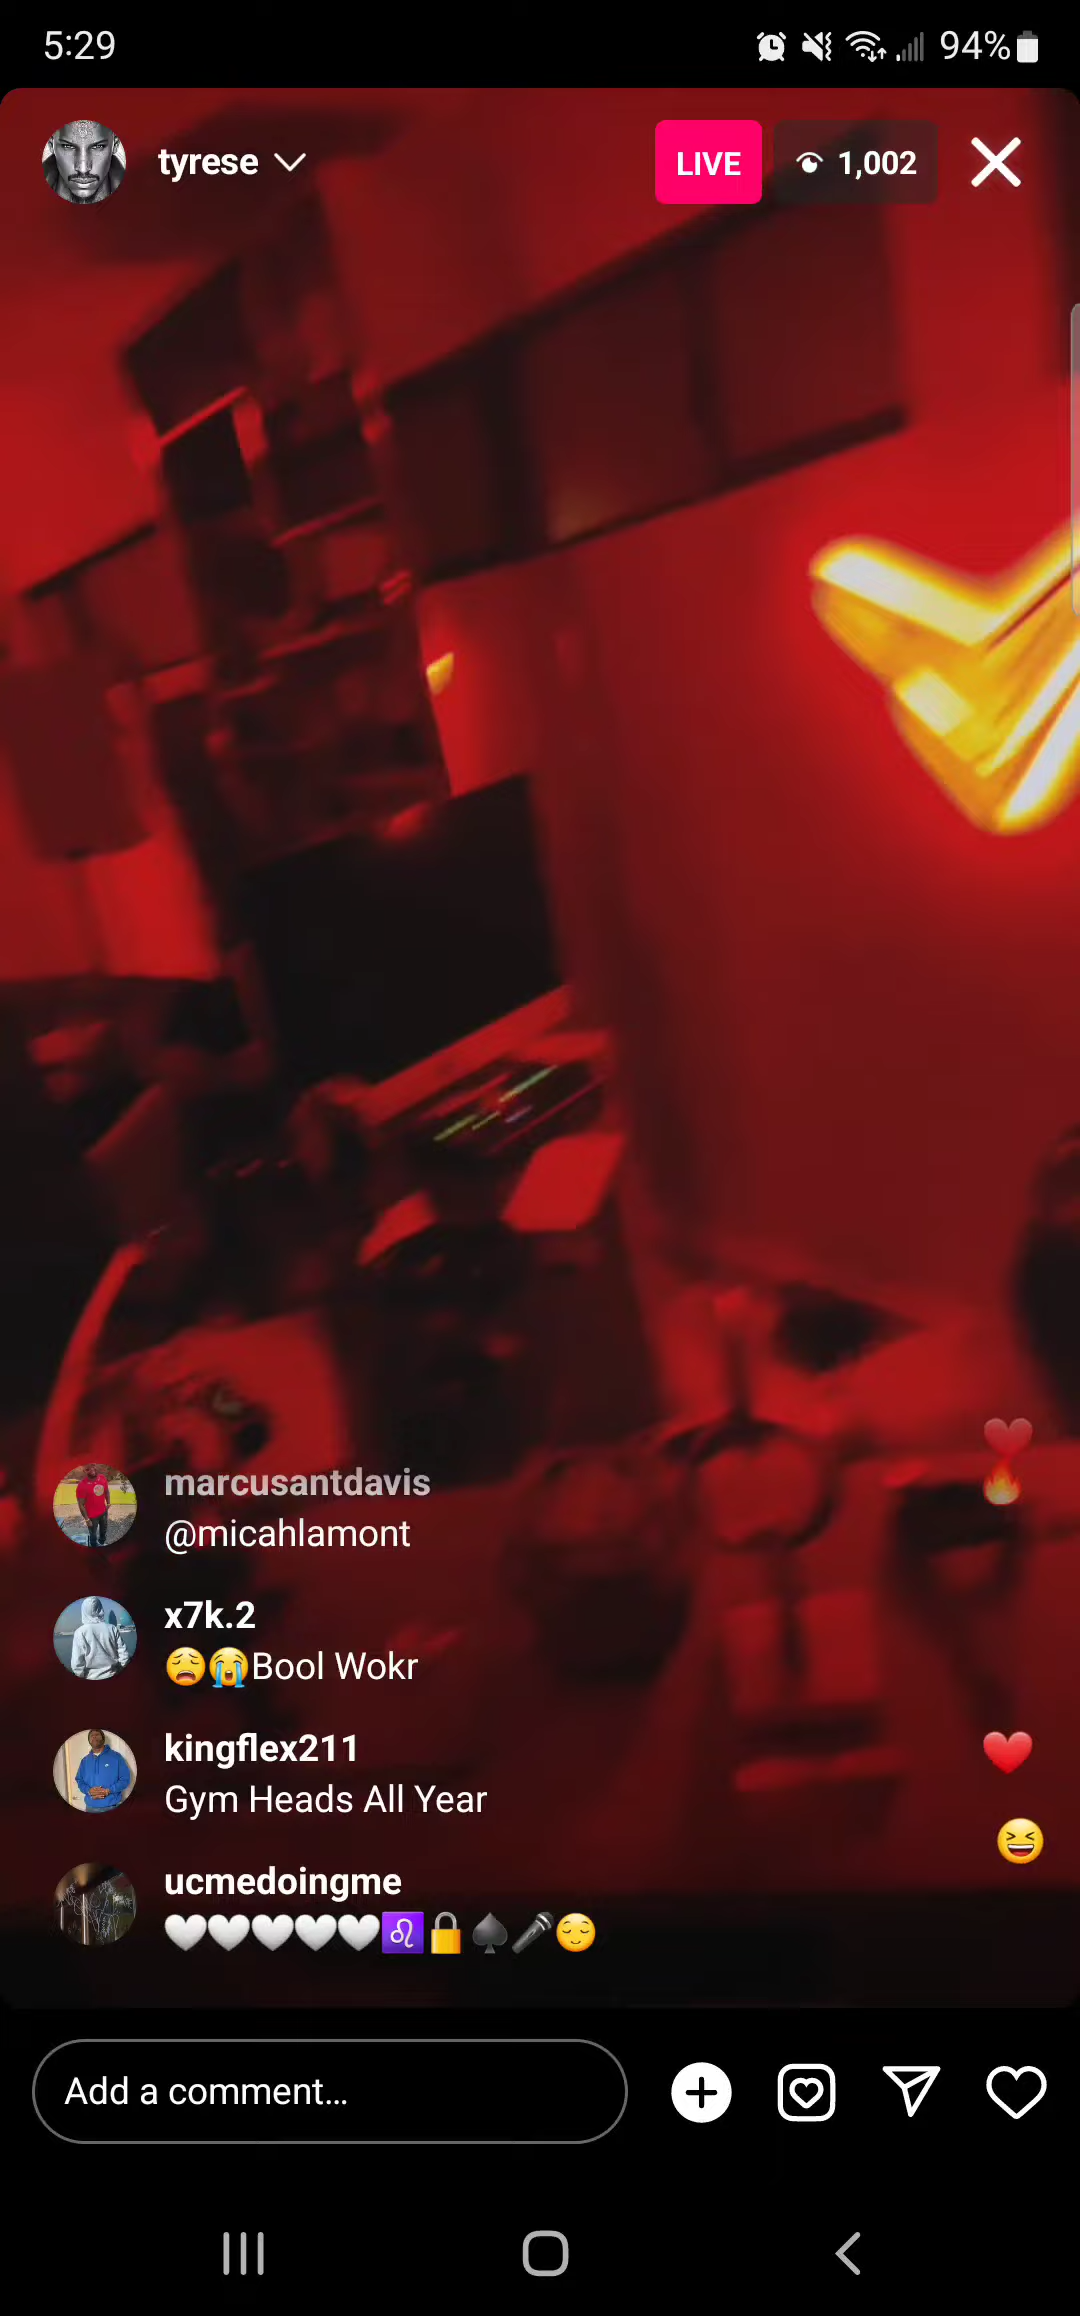 5:29
94%
tyrese
LIVE
1,002
marcusantdavis
@micahlamont
x7k.2
😩😭Bool Wokr
kingflex211
Gym Heads All Year
ucmedoingme
🤍🤍🤍🤍🤍♌🔒♠️🎤😌
Add a comment...